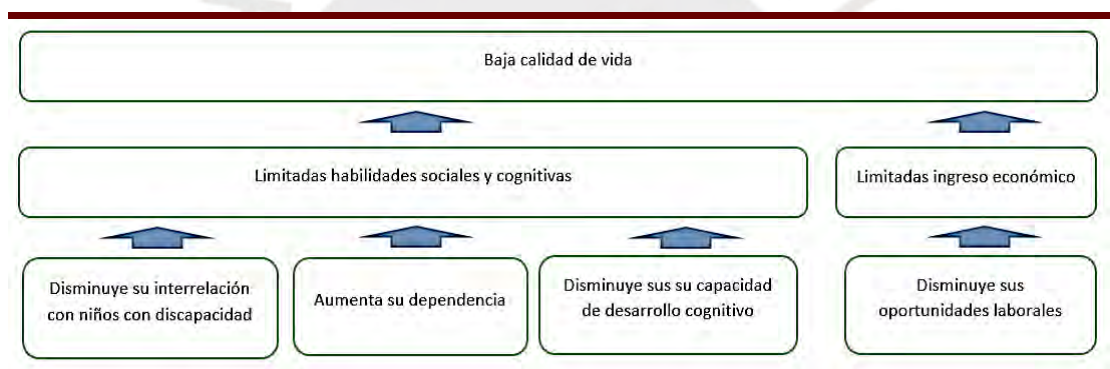 Baja calidad de vida
Limitadas habilidades sociales y cognitivas
Limitadas ingreso económico
Disminuye su interrelación
con niños con discapacidad
Aumenta su dependencia
Disminuye sus su capacidad
de desarrollo cognitivo
Disminuye sus
oportunidades laborales